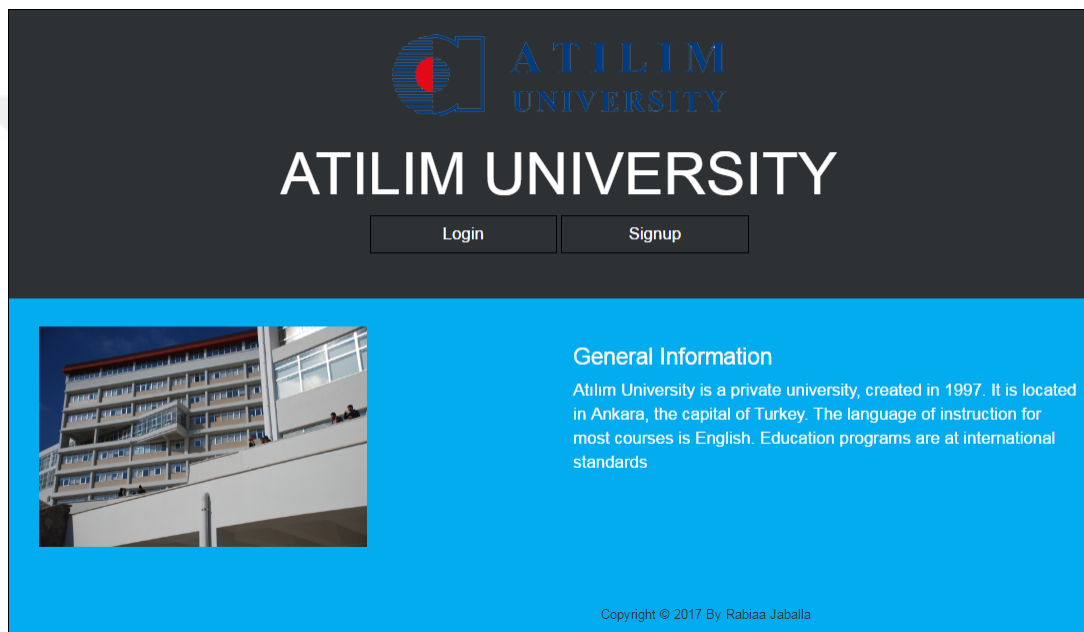 ATILIM
UNIVERSITY
ATILIM UNIVERSITY
Login
Signup
General Information
Atılım University is a private university, created in 1997. It is located
in Ankara, the capital of Turkey. The language of instruction for
most courses is English. Education programs are at international
standards
Copyright © 2017 By Rabiaa Jaballa